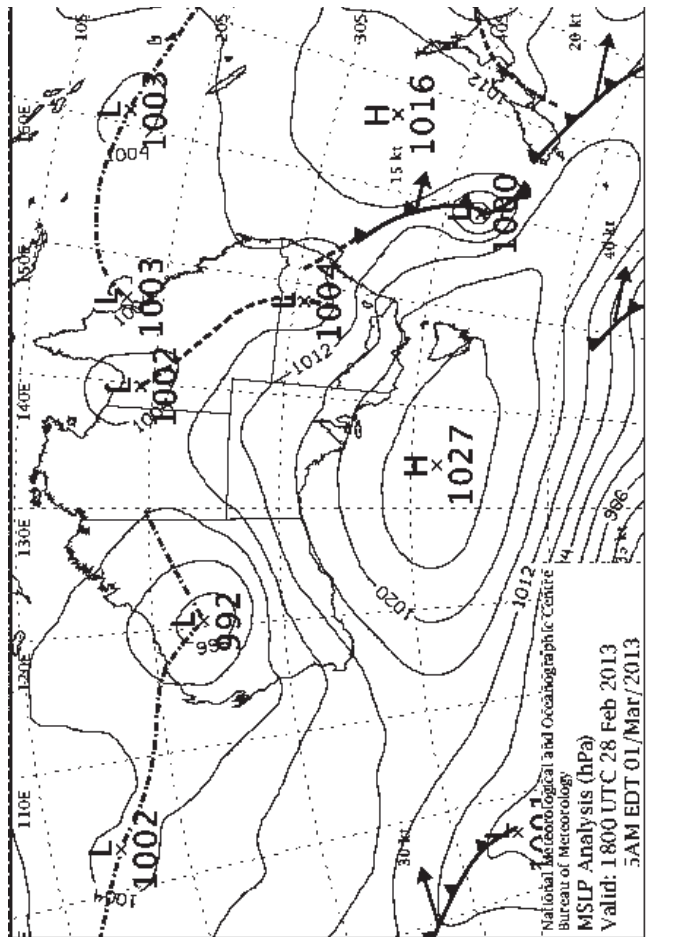 10S
20S
30S
40S
110E
120E
130E
140E
150E
160E
L
1003
L
1003
L
1002
L
1004
L
992
996
L
1002
1004
H
1016
H
1027
1012
1012
1012
1020
15 kt
20 kt
40 kt
30 kt
L
L
National Meteorological and Oceanographic Centre
Bureau of Meteorology
MSLP Analysis (hPa)
Valid: 1800 UTC 28 Feb 2013
5AM EDT 01/Mar/2013